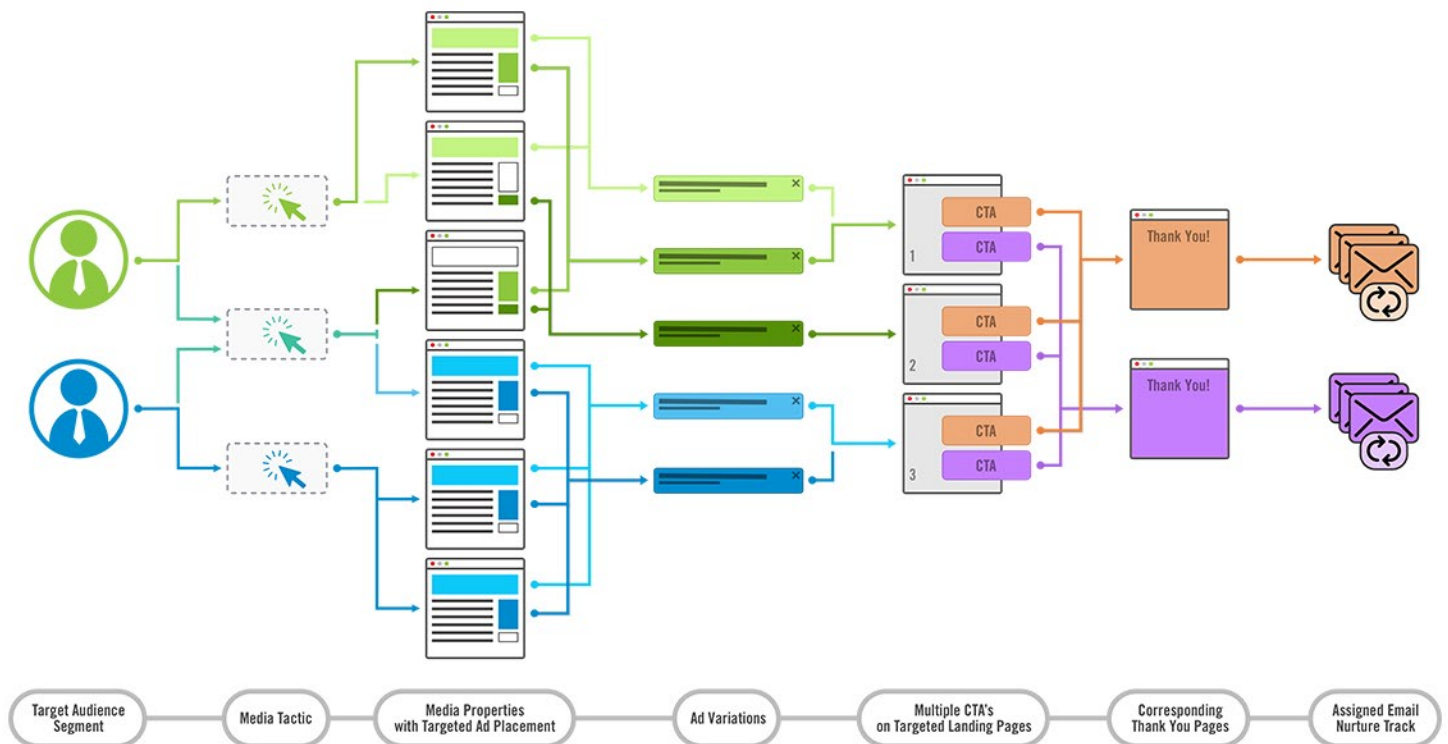 CTA
CTA
1
Thank You!
CTA
CTA
2
Thank You!
CTA
CTA
3
Target Audience
Segment
Media Tactic
Media Properties
with Targeted Ad Placement
Ad Variations
Multiple CTA's
on Targeted Landing Pages
Corresponding
Thank You Pages
Assigned Email
Nurture Track